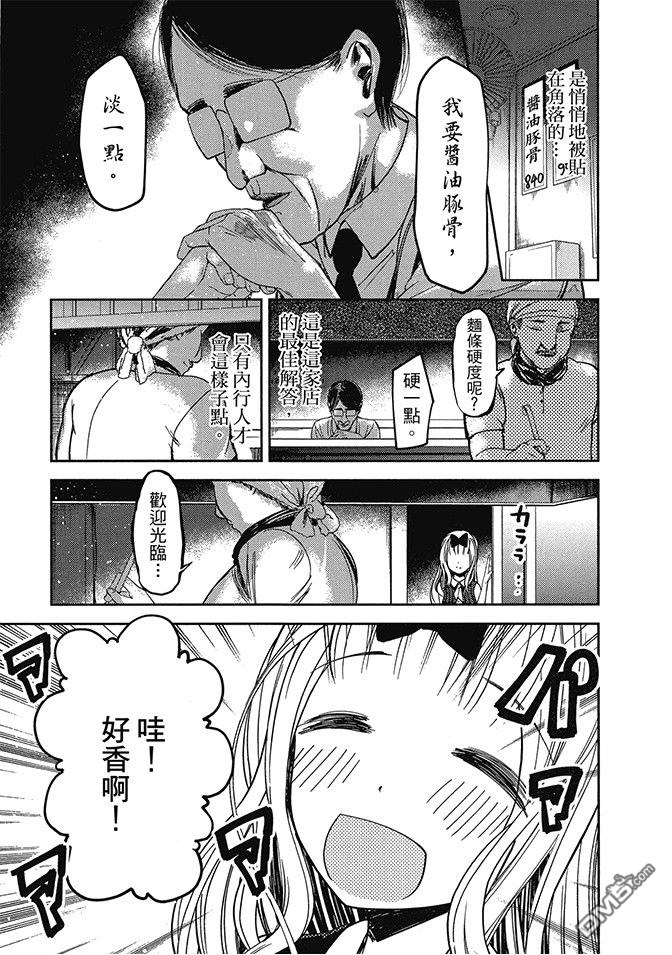 是悄悄地被貼
在角落的…
醬油豚骨
840
我要醬油豚骨，
淡一點。
麵條硬度呢？
硬一點。
這是這家店
的最佳解答，
只有內行人才
會這樣子點。
カララ…
歡迎光臨…
哇！
好香啊！